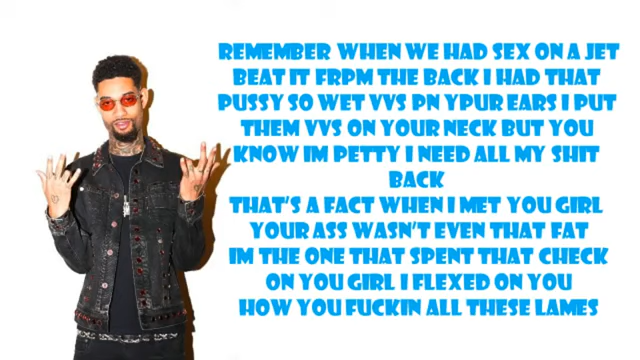 REMEMBER WHEN WE HAD SEX ON A JET
BEAT IT FRPM THE BACK I HAD THAT
PUSSY SO WET VVS PN YPUR EARS I PUT
THEM VVS ON YOUR NECK BUT YOU
KNOW IM PETTY I NEED ALL MY SHIT
BACK
THAT'S A FACT WHEN I MET YOU GIRL
YOUR ASS WASN'T EVEN THAT FAT
IM THE ONE THAT SPENT THAT CHECK
ON YOU GIRL I FLEXED ON YOU
HOW YOU FUCKIN ALL THESE LAMES